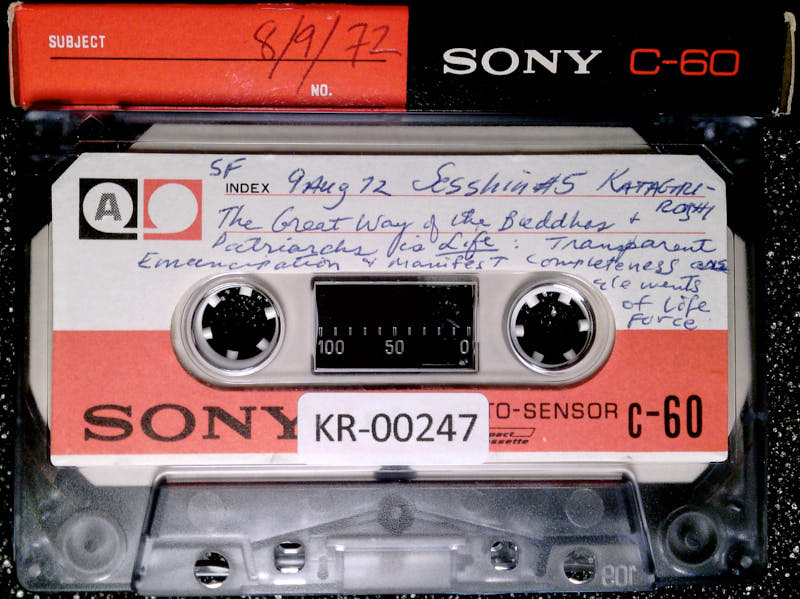 SUBJECT
8/9/72
NO.
SONY C-60
SF
A
INDEX 9 Aug 72 Sesshin #5 KATAGIRI-
ROSHI
The Great Way of the Buddhas +
Patriarchs is Life: Transparent
Emancipation & Manifest Completeness are
elements
of Life
Force
100 50 0
SONY TO-SENSOR C-60
KR-00247